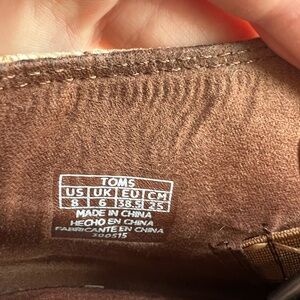 TOMS
US UK EU CM
8 6 38.5 25
MADE IN CHINA
HECHO EN CHINA
FABRICANTE EN CHINA
300515